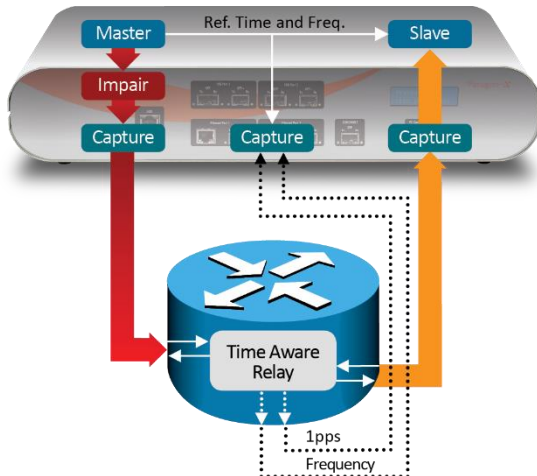 Ref. Time and Freq.
Master
Slave
Impair
Capture
Capture
Capture
Time Aware
Relay
1pps
Frequency